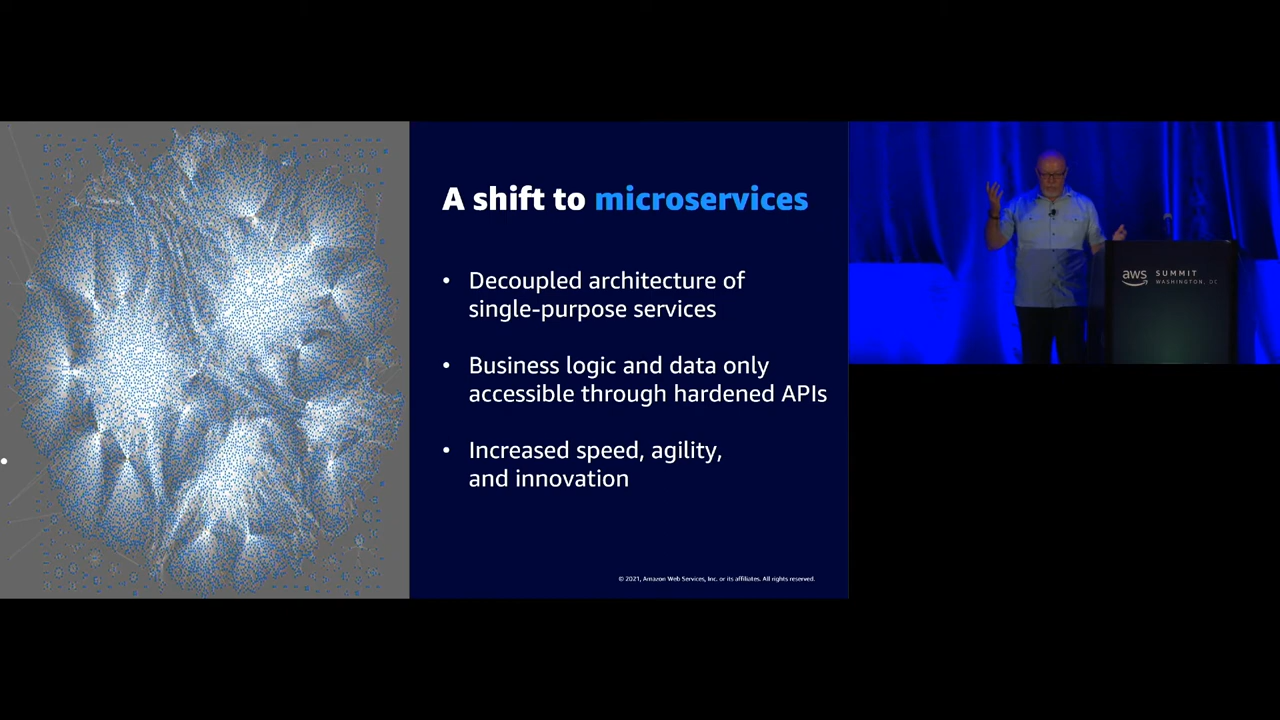 A shift to microservices
• Decoupled architecture of
single-purpose services
• Business logic and data only
accessible through hardened APIs
• Increased speed, agility,
and innovation
© 2021, Amazon Web Services, Inc. or its affiliates. All rights reserved.
aws SUMMIT
WASHINGTON, DC